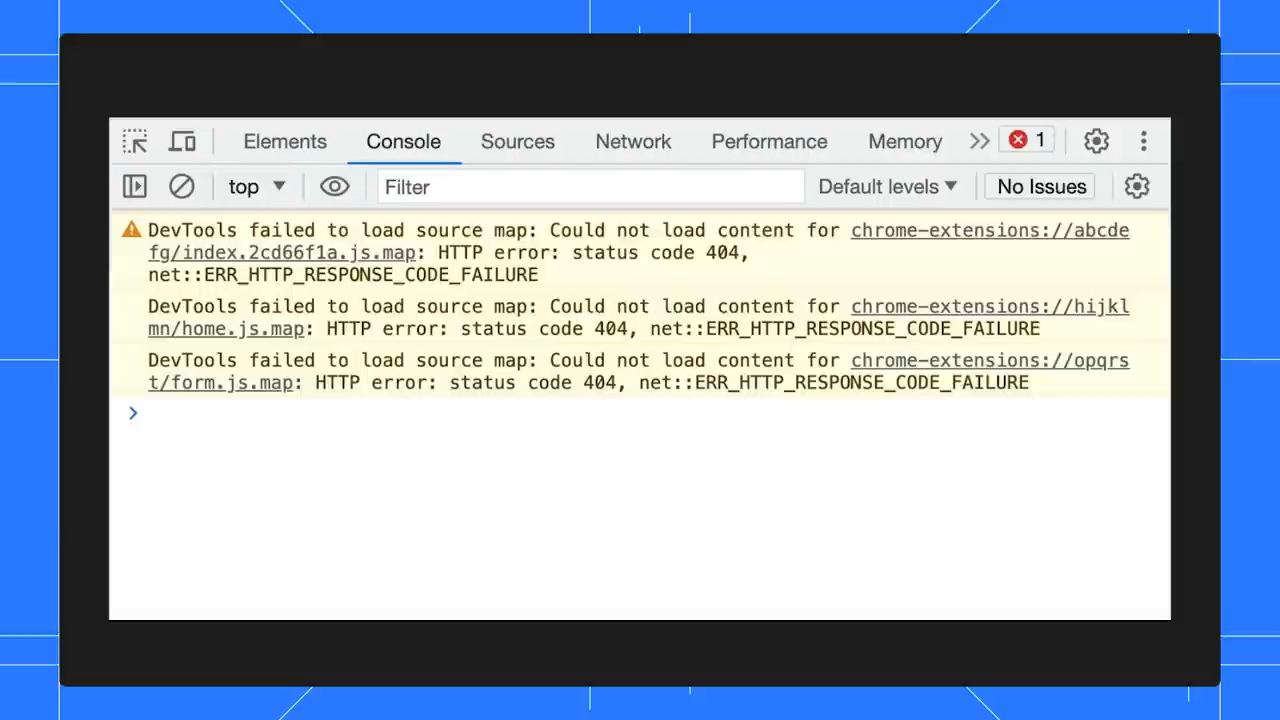 Elements Console Sources Network Performance Memory 1
top Filter Default levels No Issues
DevTools failed to load source map: Could not load content for chrome-extensions://abcde
fg/index.2cd66f1a.js.map: HTTP error: status code 404,
net::ERR_HTTP_RESPONSE_CODE_FAILURE
DevTools failed to load source map: Could not load content for chrome-extensions://hijkl
mn/home.js.map: HTTP error: status code 404, net::ERR_HTTP_RESPONSE_CODE_FAILURE
DevTools failed to load source map: Could not load content for chrome-extensions://opqrs
t/form.js.map: HTTP error: status code 404, net::ERR_HTTP_RESPONSE_CODE_FAILURE